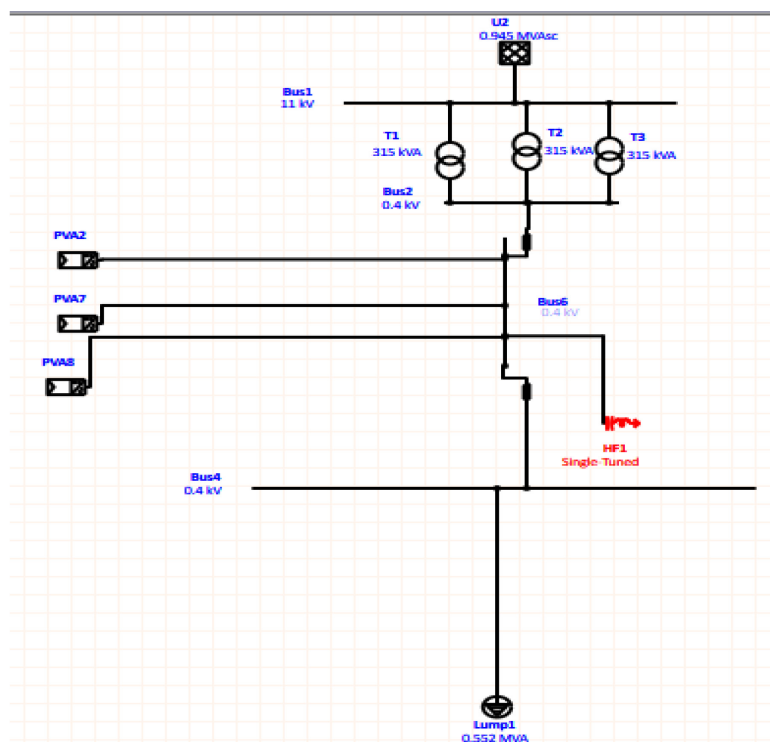 U2
0.945 MVAsc
Bus1
11 kV
T1
315 kVA
T2
315 kVA
T3
315 kVA
Bus2
0.4 kV
PVA2
PVA7
Bus6
0.4 kV
PVA8
HF1
Single-Tuned
Bus4
0.4 kV
Lump1
0.552 MVA